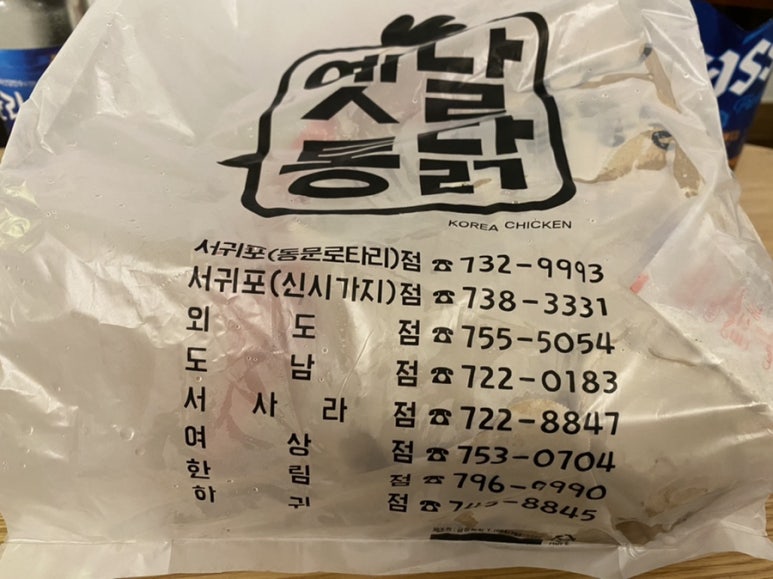 옛날
통닭
KOREA CHICKEN
서귀포(동문로타리)점 ☎ 732-9993
서귀포(신시가지)점 ☎ 738-3331
외 도 점 ☎ 755-5054
도 남 점 ☎ 722-0183
서 사 라 점 ☎ 722-8847
여 상 점 ☎ 753-0704
한 림 점 ☎ 796-0990
하 귀 점 ☎